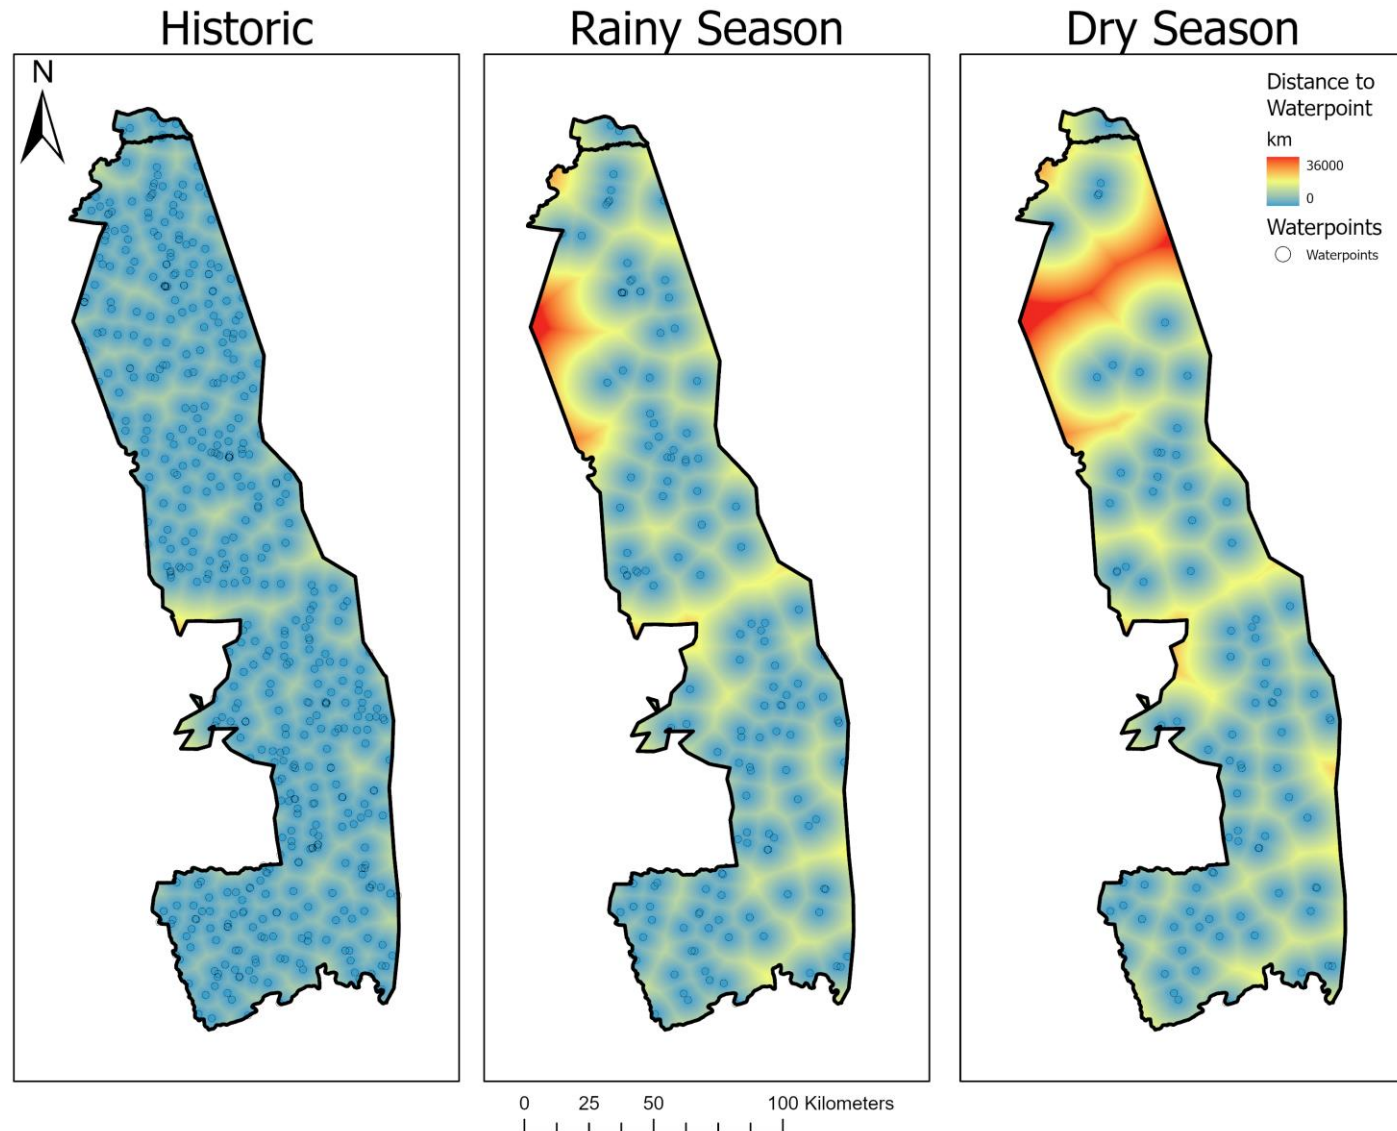 Historic
Rainy Season
Dry Season
N
Distance to
Waterpoint
km
36000
0
Waterpoints
Waterpoints
0 25 50 100 Kilometers